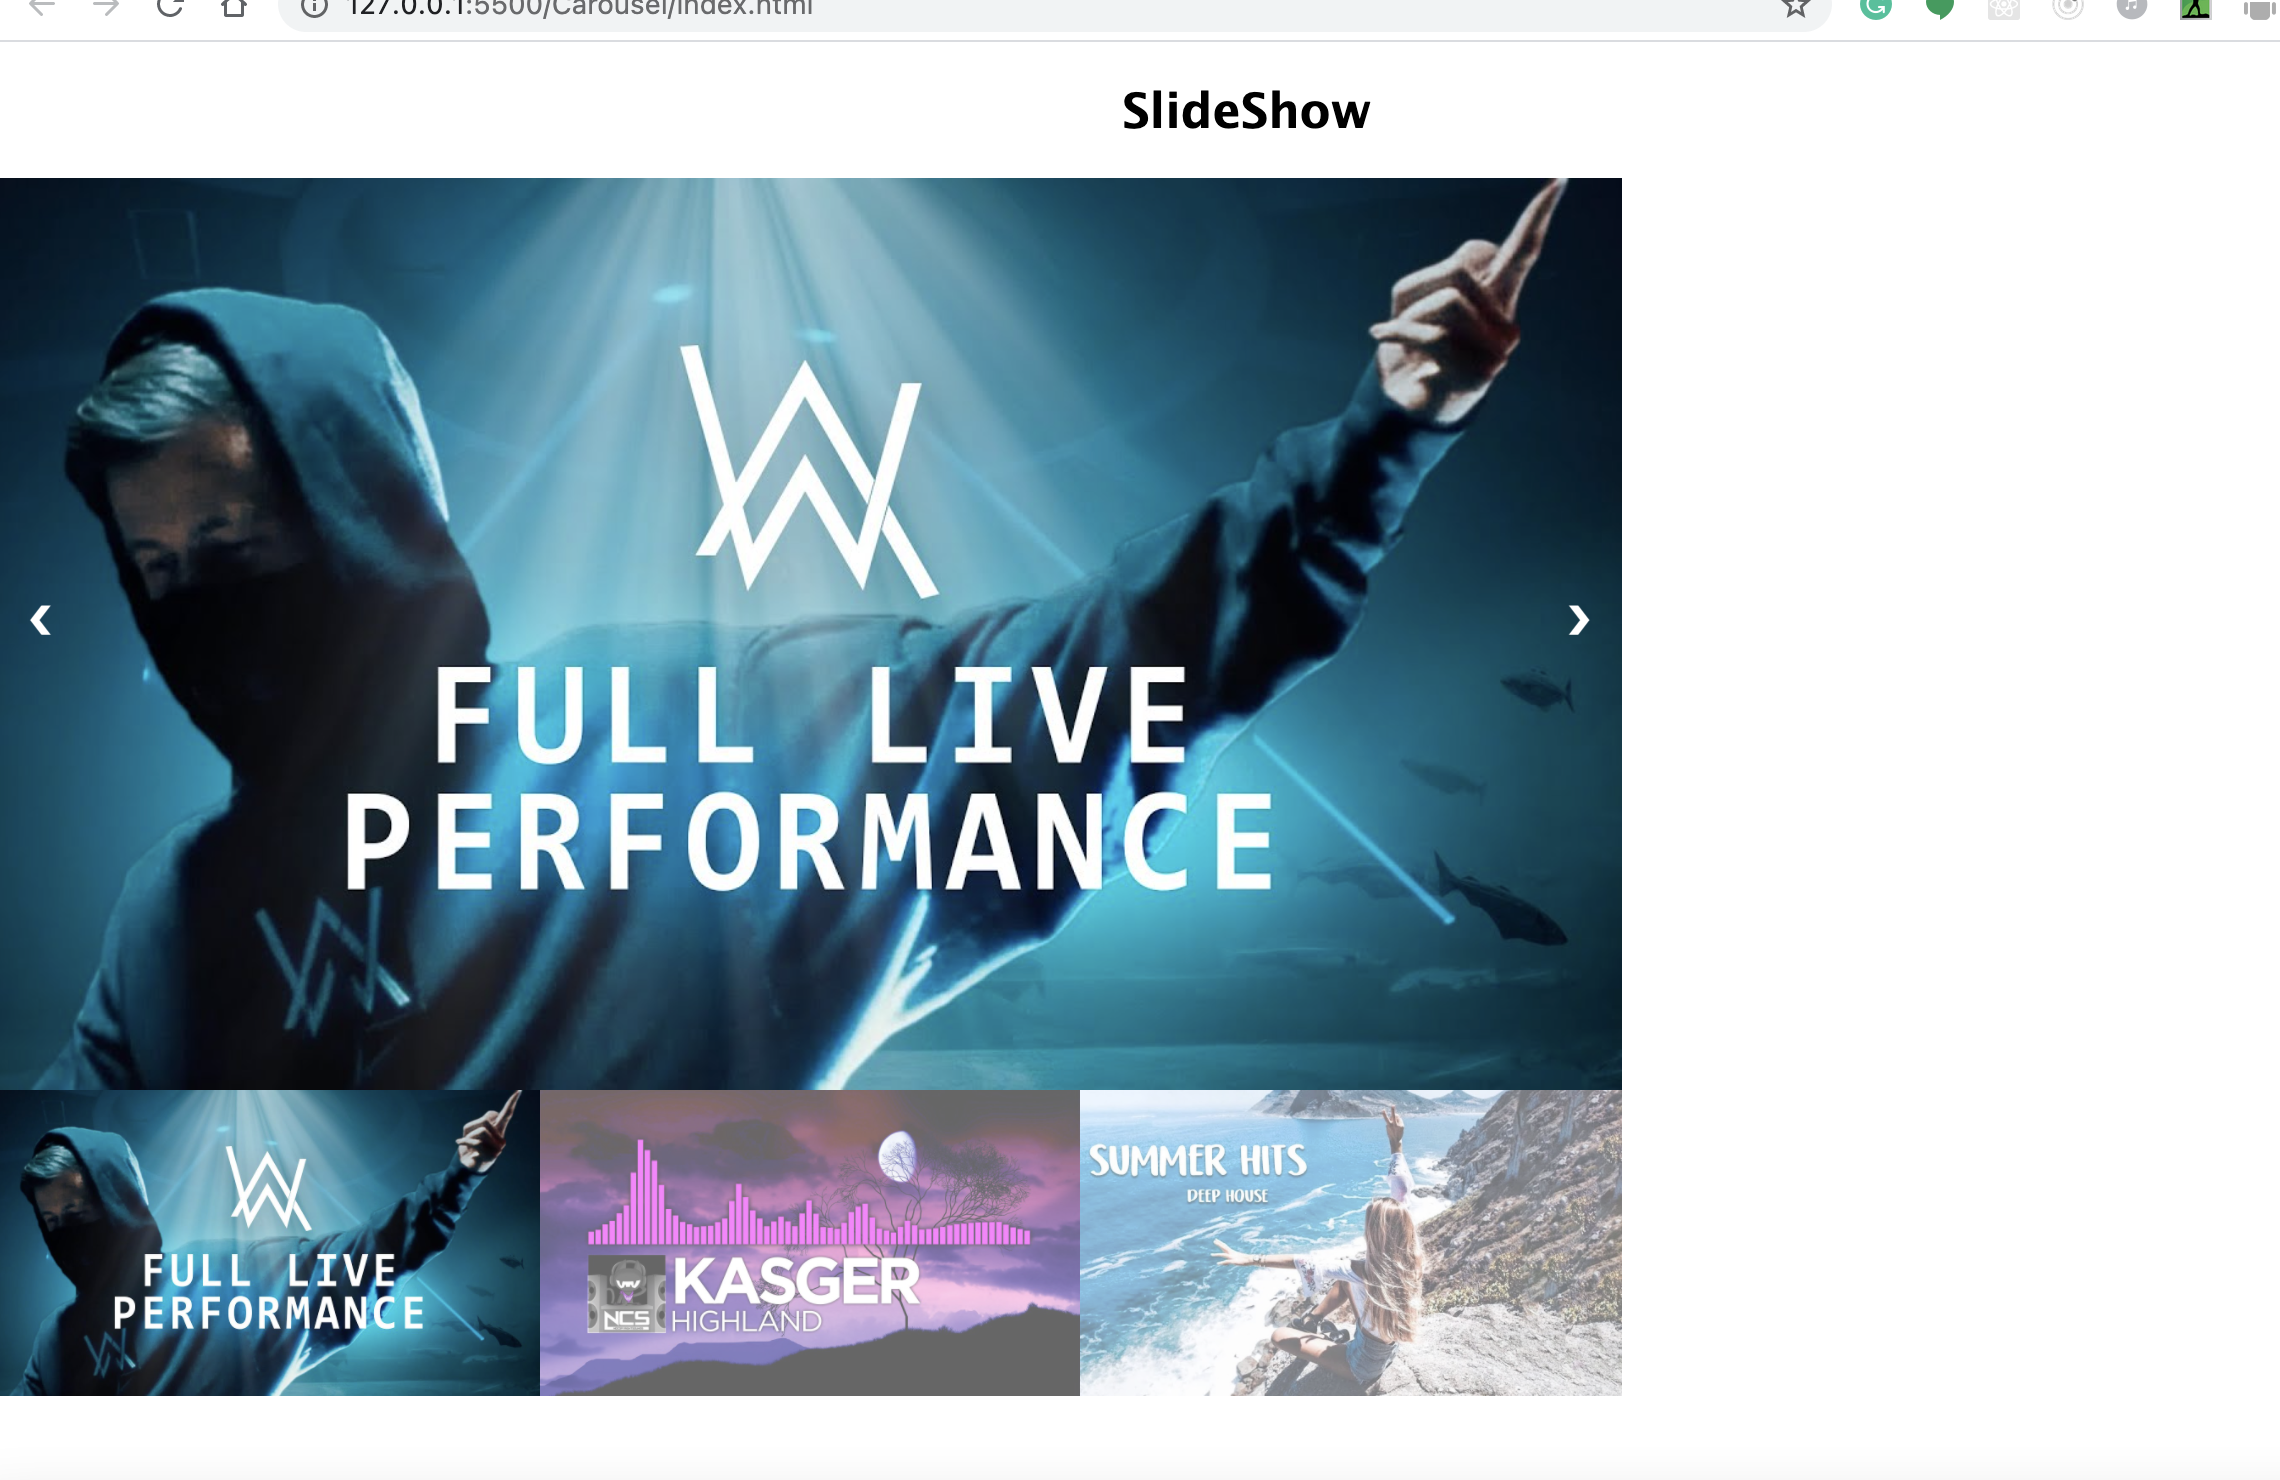 127.0.0.1:5500/Carousel/index.html
SlideShow
FULL LIVE
PERFORMANCE
FULL LIVE
PERFORMANCE
KASGER
NCS HIGHLAND
SUMMER HITS
DEEP HOUSE